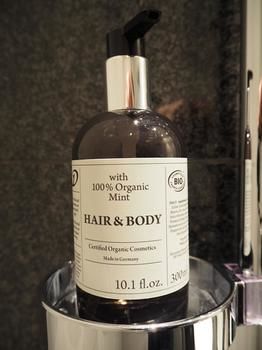 with
100% Organic
Mint
HAIR & BODY
Certified Organic Cosmetics
Made in Germany
10.1 fl.oz.
BIO
300ml